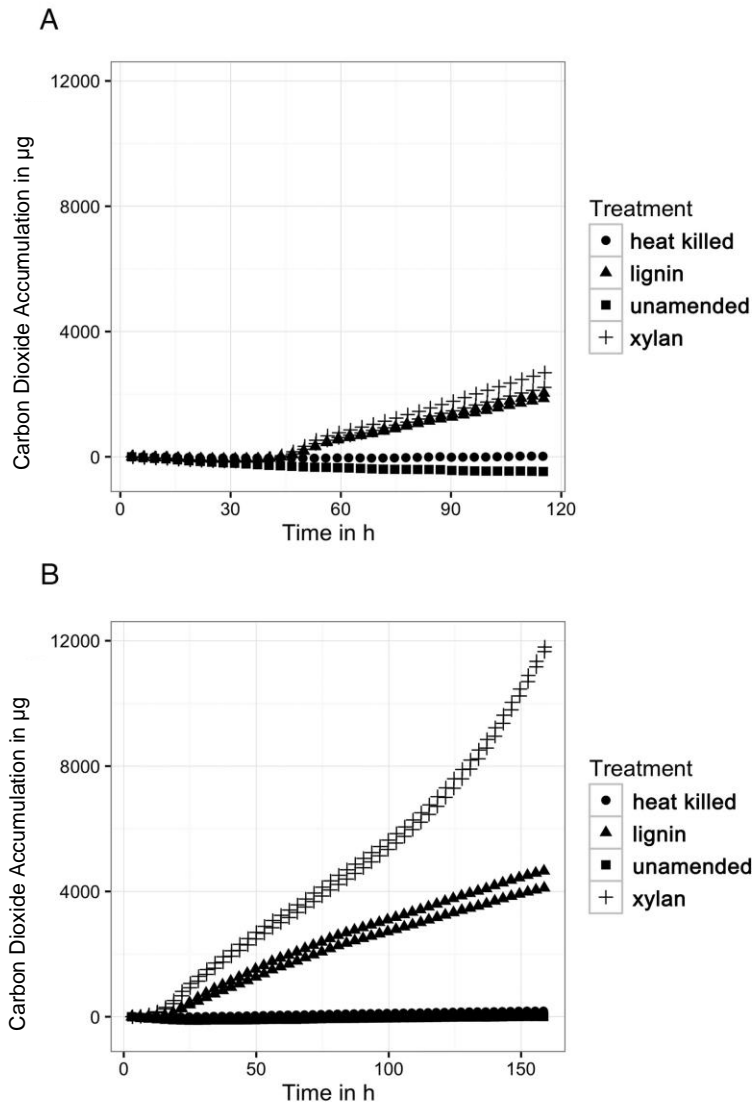 A
12000
8000
4000
0
Carbon Dioxide Accumulation in µg
0 30 60 90 120
Time in h
Treatment
heat killed
lignin
unamended
xylan
B
12000
8000
4000
0
Carbon Dioxide Accumulation in µg
0 50 100 150
Time in h
Treatment
heat killed
lignin
unamended
xylan